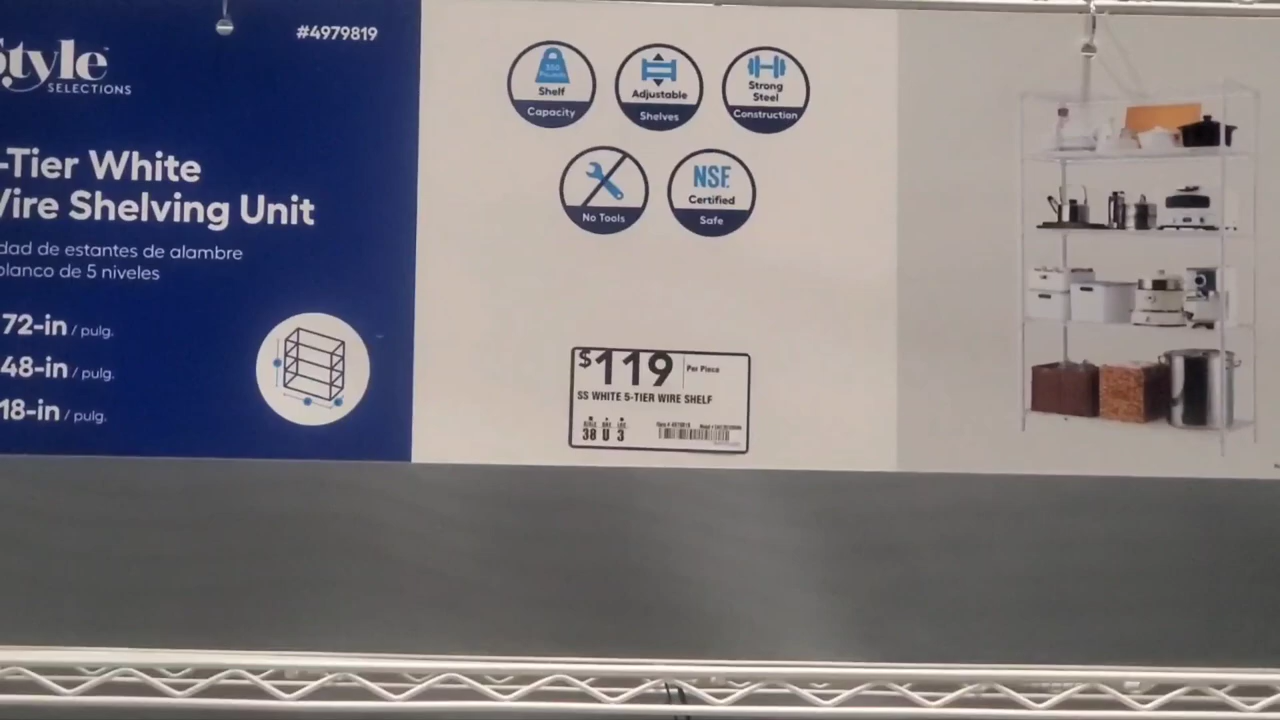 #4979819
Style
SELECTIONS
-Tier White
Wire Shelving Unit
dad de estantes de alambre
blanco de 5 niveles
72-in / pulg.
48-in / pulg.
18-in / pulg.
Shelf
Capacity
Adjustable
Shelves
Strong
Steel
Construction
No Tools
NSF
Certified
Safe
$119 Per Piece
SS WHITE 5-TIER WIRE SHELF
38 U 3